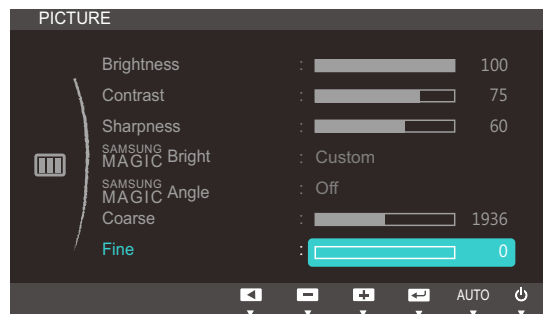 PICTURE
Brightness : 100
Contrast : 75
Sharpness : 60
SAMSUNG MAGIC Bright : Custom
SAMSUNG MAGIC Angle : Off
Coarse : 1936
Fine : 0
AUTO